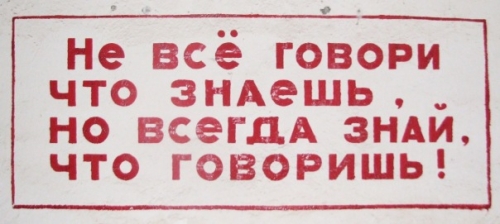 Не всё говори
что знаешь,
но всегда знай,
что говоришь!